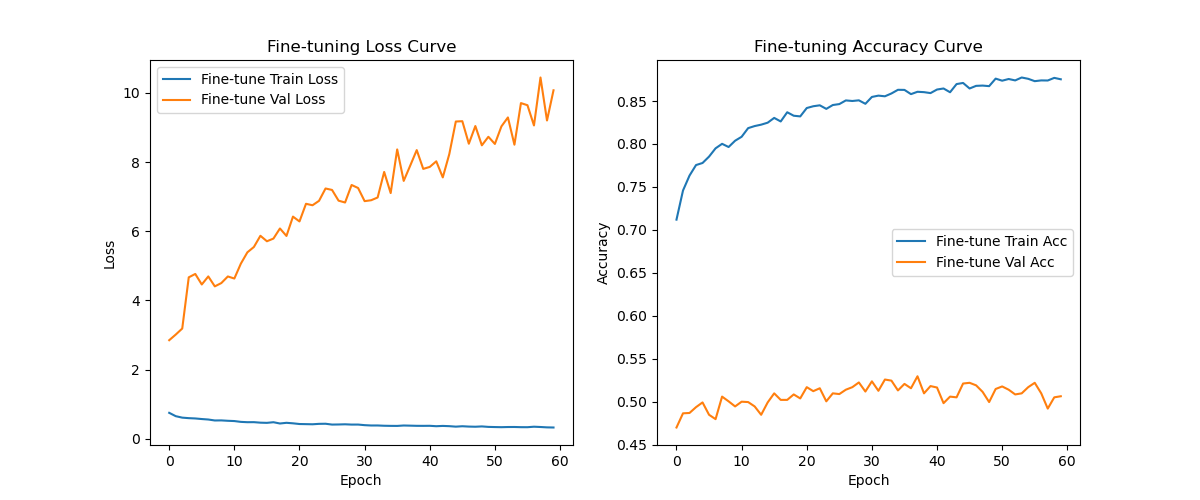 Fine-tuning Loss Curve
Fine-tune Train Loss
Fine-tune Val Loss
Loss
10
8
6
4
2
0
0 10 20 30 40 50 60
Epoch
Fine-tuning Accuracy Curve
Fine-tune Train Acc
Fine-tune Val Acc
Accuracy
0.85
0.80
0.75
0.70
0.65
0.60
0.55
0.50
0.45
0 10 20 30 40 50 60
Epoch